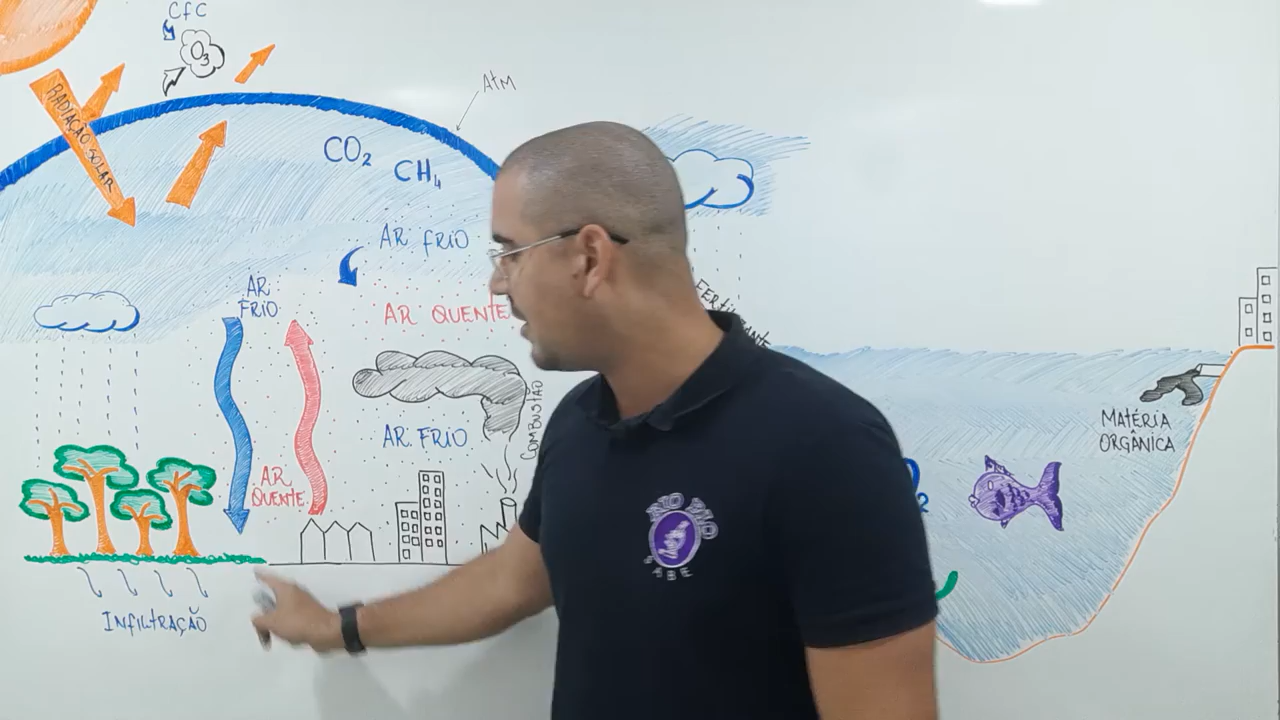 CFC
O3
ATM
RADIAÇÃO SOLAR
CO2
CH4
AR FRIO
AR
FRIO
AR QUENTE
COMBUSTÃO
AR FRIO
AR
QUENTE
INFILTRAÇÃO
MATÉRIA
ORGÂNICA